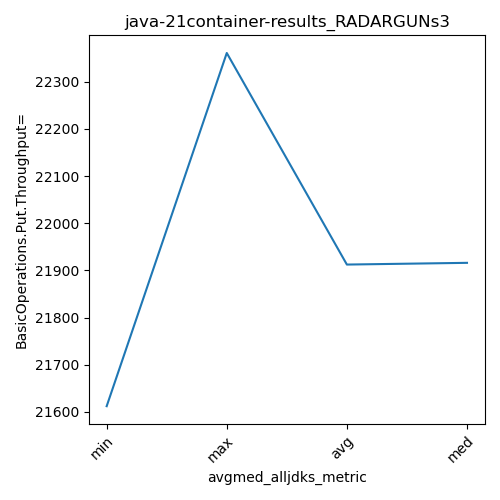 java-21container-results_RADARGUNs3
BasicOperations.Put.Throughput=
22300
22200
22100
22000
21900
21800
21700
21600
min
max
avg
med
avgmed_alljdks_metric